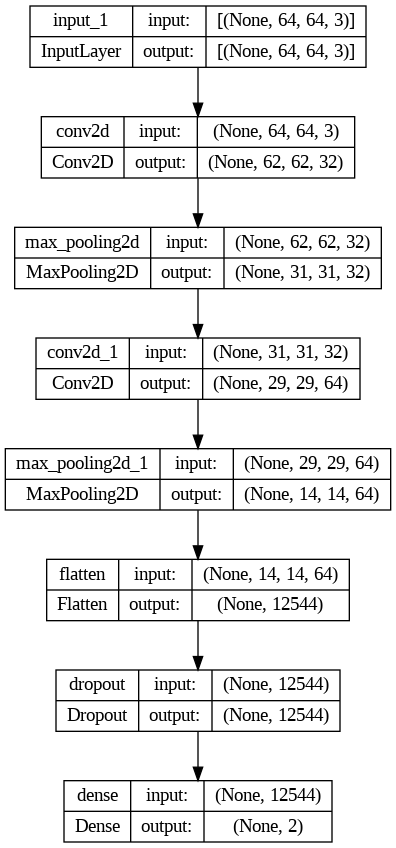 input_1 input: [(None, 64, 64, 3)]
InputLayer output: [(None, 64, 64, 3)]
conv2d input: (None, 64, 64, 3)
Conv2D output: (None, 62, 62, 32)
max_pooling2d input: (None, 62, 62, 32)
MaxPooling2D output: (None, 31, 31, 32)
conv2d_1 input: (None, 31, 31, 32)
Conv2D output: (None, 29, 29, 64)
max_pooling2d_1 input: (None, 29, 29, 64)
MaxPooling2D output: (None, 14, 14, 64)
flatten input: (None, 14, 14, 64)
Flatten output: (None, 12544)
dropout input: (None, 12544)
Dropout output: (None, 12544)
dense input: (None, 12544)
Dense output: (None, 2)